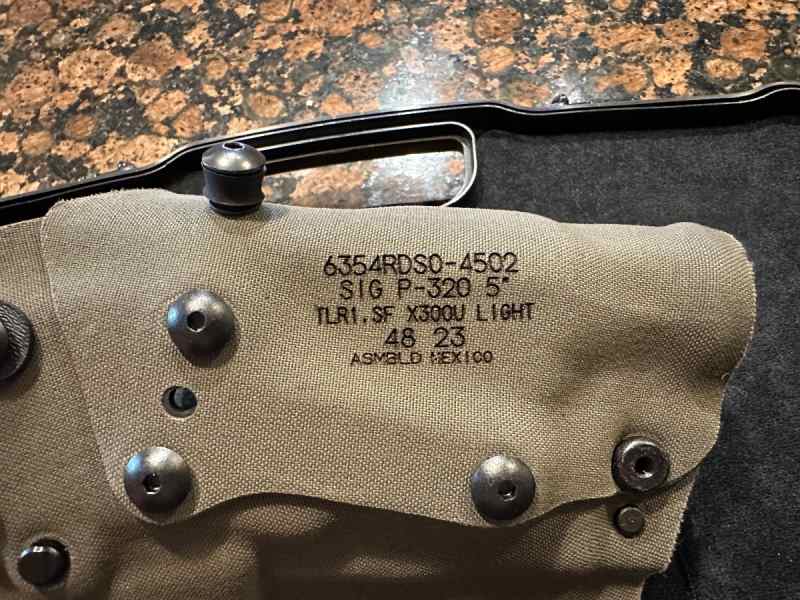 6354RDSO-4502
SIG P-320 5"
TLR1.SF X300U LIGHT
48 23
ASMBLD MEXICO